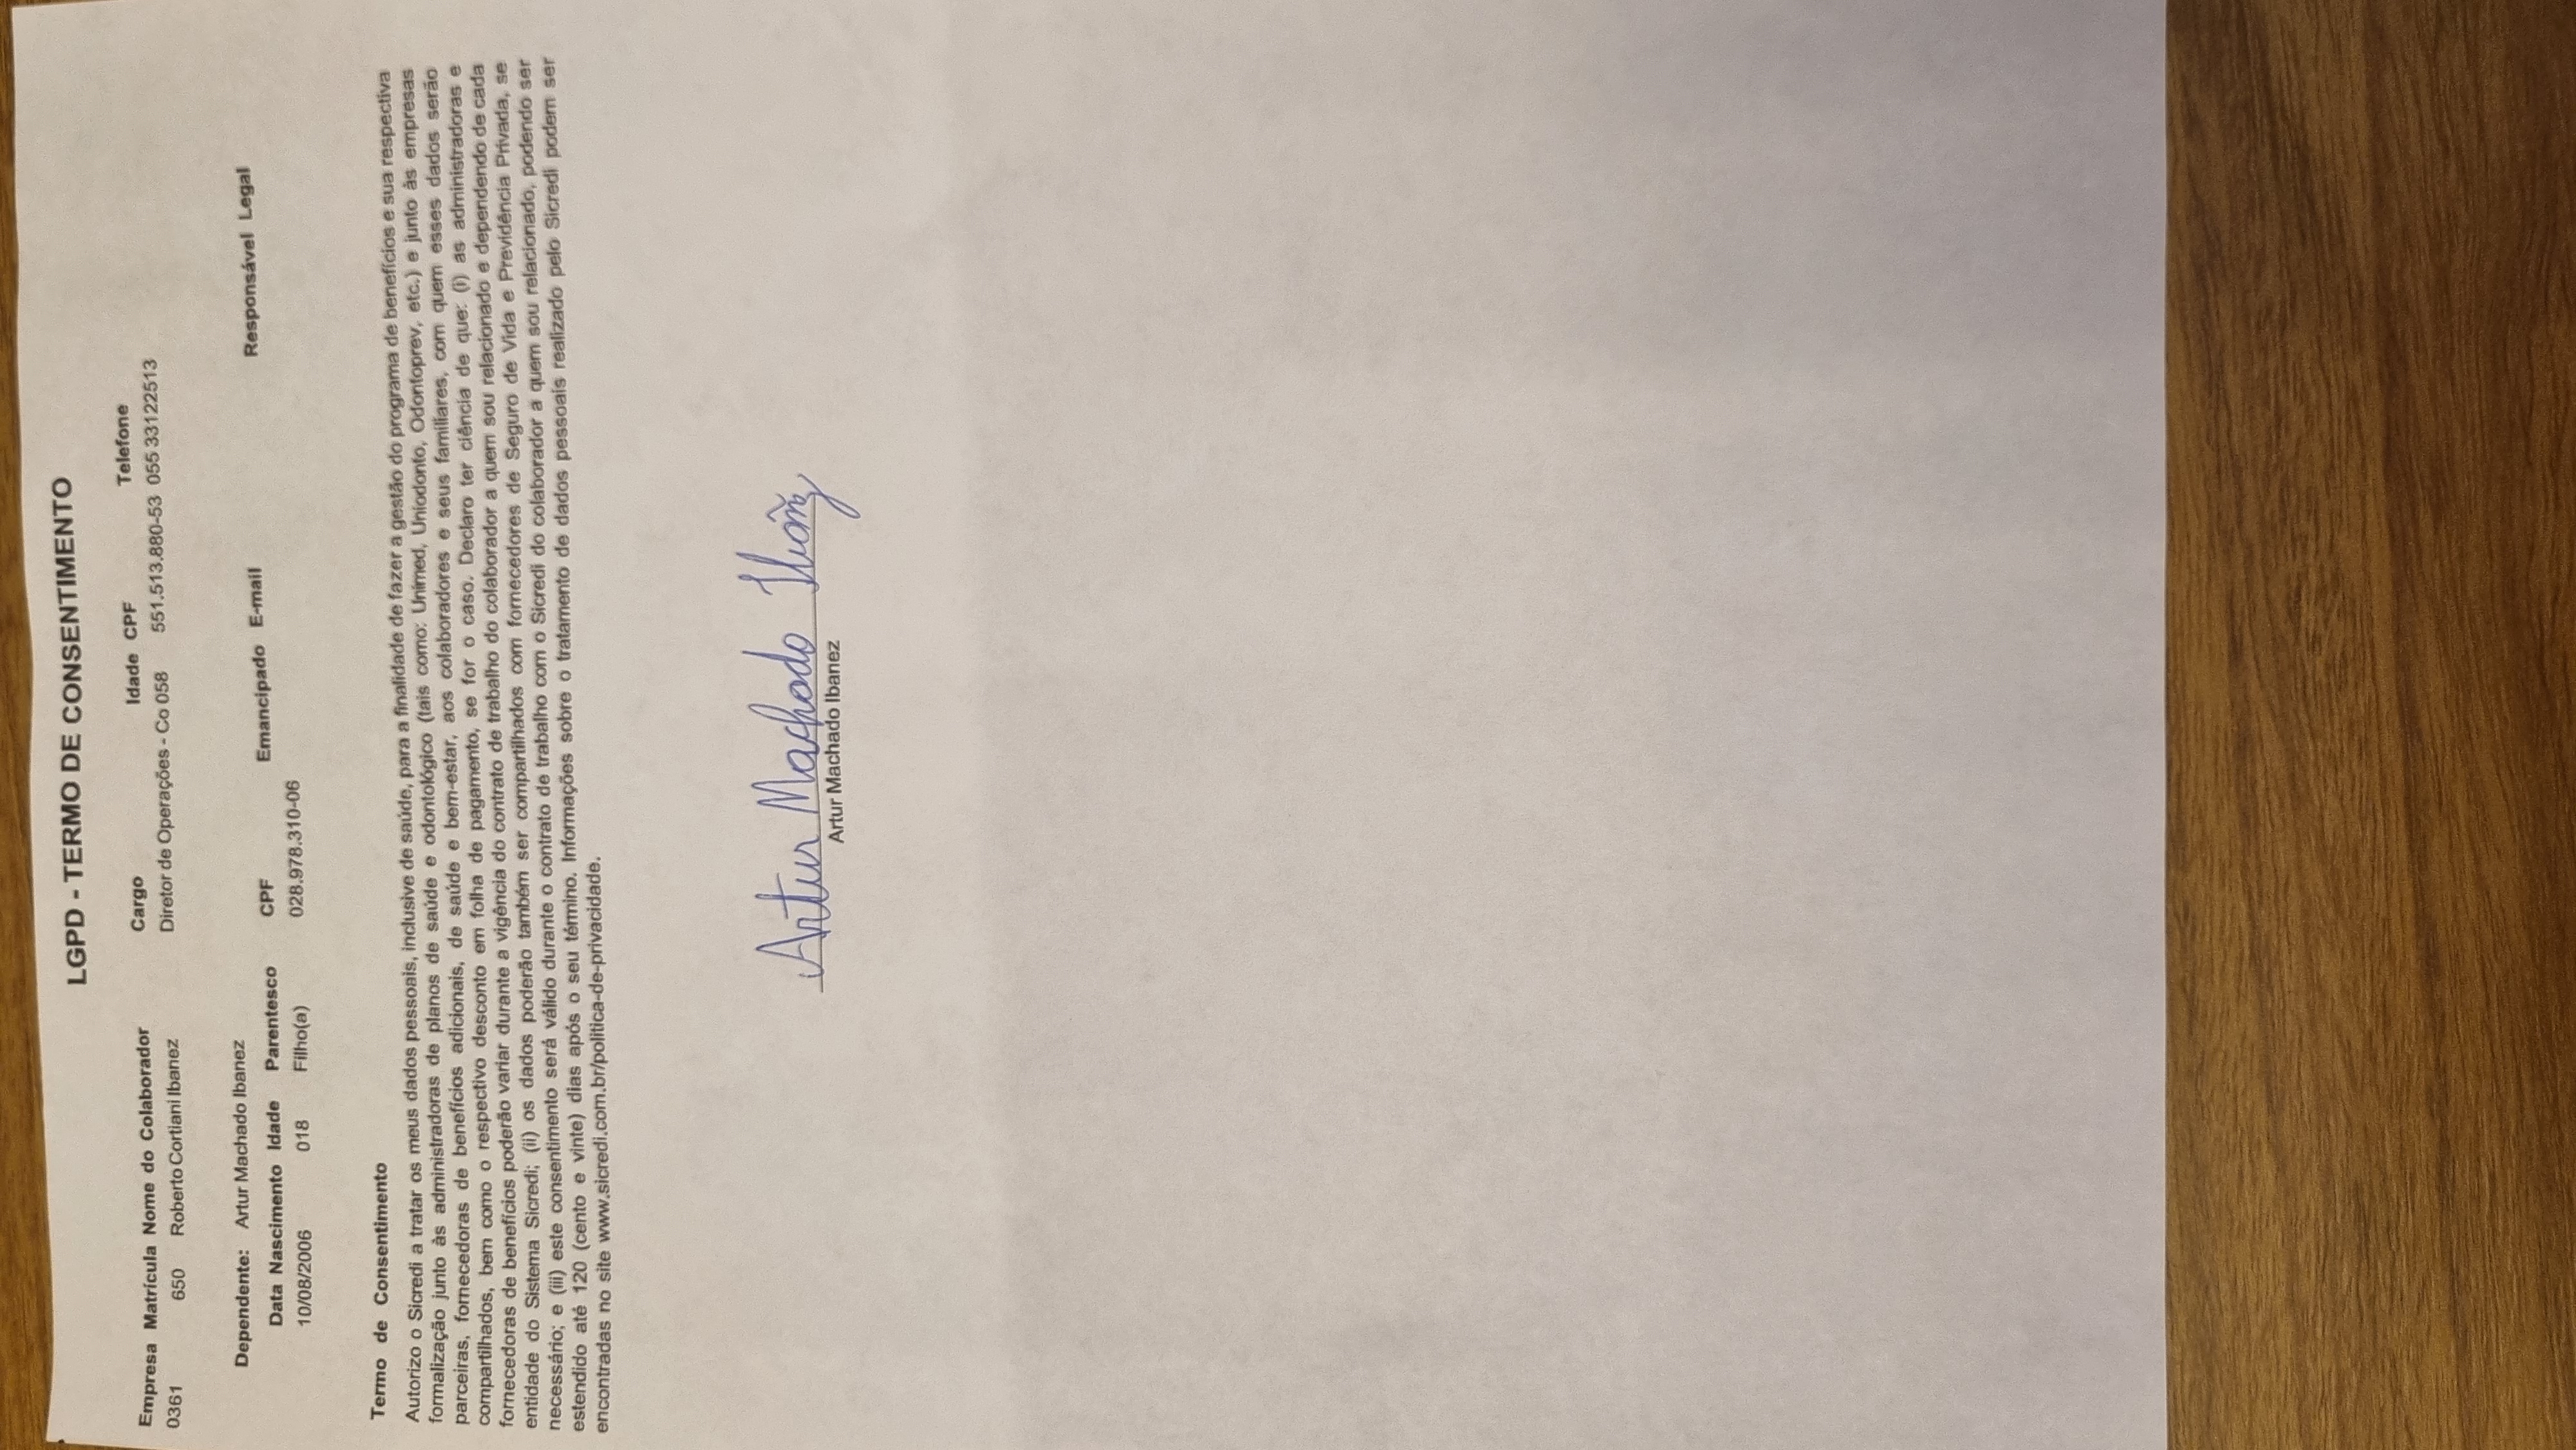 LGPD - TERMO DE CONSENTIMENTO
Empresa Matrícula Nome do Colaborador Cargo Idade CPF Telefone
0361 650 Roberto Cortiani Ibanez Diretor de Operações - Co 058 551.513.880-53 055 33122513
Dependente: Artur Machado Ibanez
Data Nascimento Idade Parentesco CPF Emancipado E-mail Responsável Legal
10/08/2006 018 Filho(a) 028.978.310-06
Termo de Consentimento
Autorizo o Sicredi a tratar os meus dados pessoais, inclusive de saúde, para a finalidade de fazer a gestão do programa de benefícios e sua respectiva
formalização junto às administradoras de planos de saúde e odontológico (tais como: Unimed, Uniodonto, Odontoprev, etc.) e junto às empresas
parceiras, fornecedoras de benefícios adicionais, de saúde e bem-estar, aos colaboradores e seus familiares, com quem esses dados serão
compartilhados, bem como o respectivo desconto em folha de pagamento, se for o caso. Declaro ter ciência de que: (i) as administradoras e
fornecedoras de benefícios poderão variar durante a vigência do contrato de trabalho do colaborador a quem sou relacionado e dependendo de cada
entidade do Sistema Sicredi; (ii) os dados poderão também ser compartilhados com fornecedores de Seguro de Vida e Previdência Privada, se
necessário; e (iii) este consentimento será válido durante o contrato de trabalho com o Sicredi do colaborador a quem sou relacionado, podendo ser
estendido até 120 (cento e vinte) dias após o seu término. Informações sobre o tratamento de dados pessoais realizado pelo Sicredi podem ser
encontradas no site www.sicredi.com.br/politica-de-privacidade.
Artur Machado Ibañez
Artur Machado Ibanez